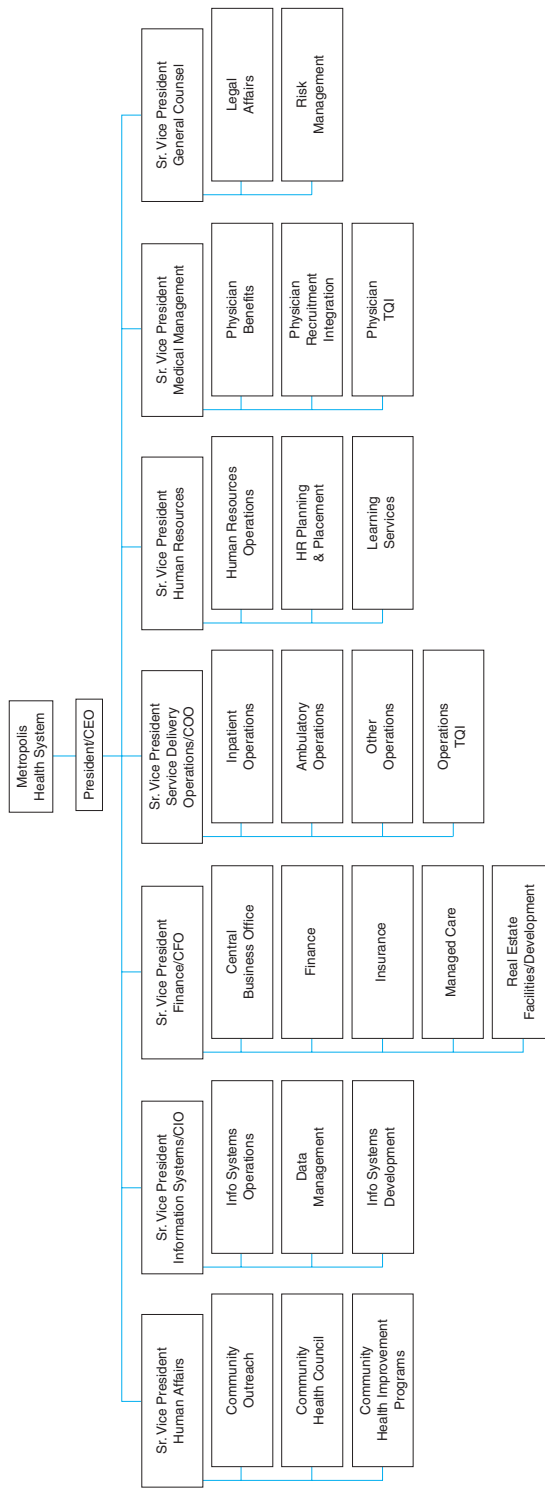 Metropolis
Health System
President/CEO
Sr. Vice President
Human Affairs
Community
Outreach
Community
Health Council
Community
Health Improvement
Programs
Sr. Vice President
Information Systems/CIO
Info Systems
Operations
Data
Management
Info Systems
Development
Sr. Vice President
Finance/CFO
Central
Business Office
Finance
Insurance
Managed Care
Real Estate
Facilities/Development
Sr. Vice President
Service Delivery
Operations/COO
Inpatient
Operations
Ambulatory
Operations
Other
Operations
Operations
TQI
Sr. Vice President
Human Resources
Human Resources
Operations
HR Planning
& Placement
Learning
Services
Sr. Vice President
Medical Management
Physician
Benefits
Physician
Recruitment
Integration
Physician
TQI
Sr. Vice President
General Counsel
Legal
Affairs
Risk
Management